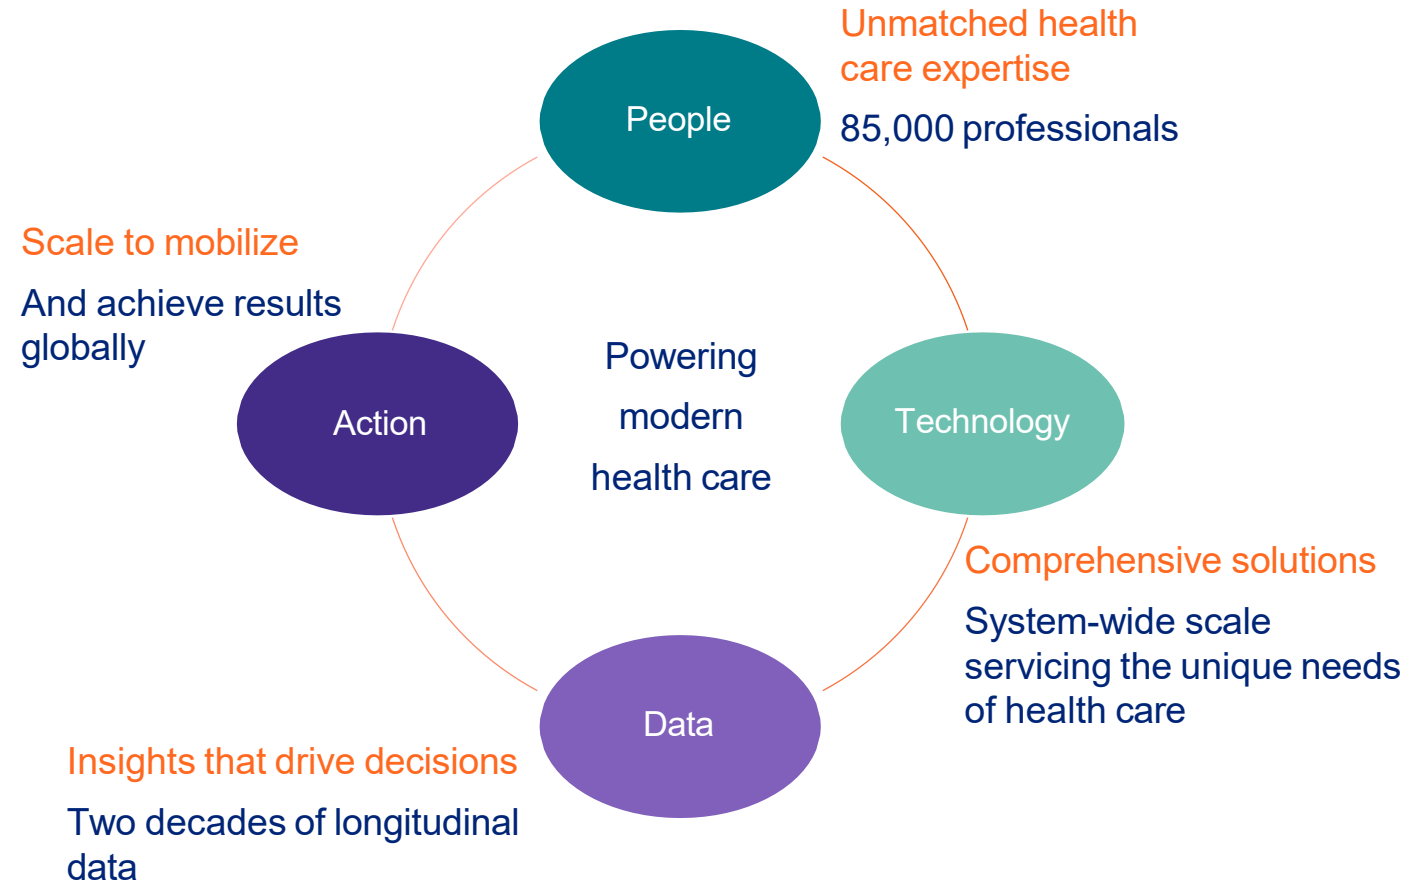 Unmatched health
care expertise
85,000 professionals
People
Scale to mobilize
And achieve results
globally
Action
Powering
modern
health care
Technology
Comprehensive solutions
System-wide scale
servicing the unique needs
of health care
Data
Insights that drive decisions
Two decades of longitudinal
data